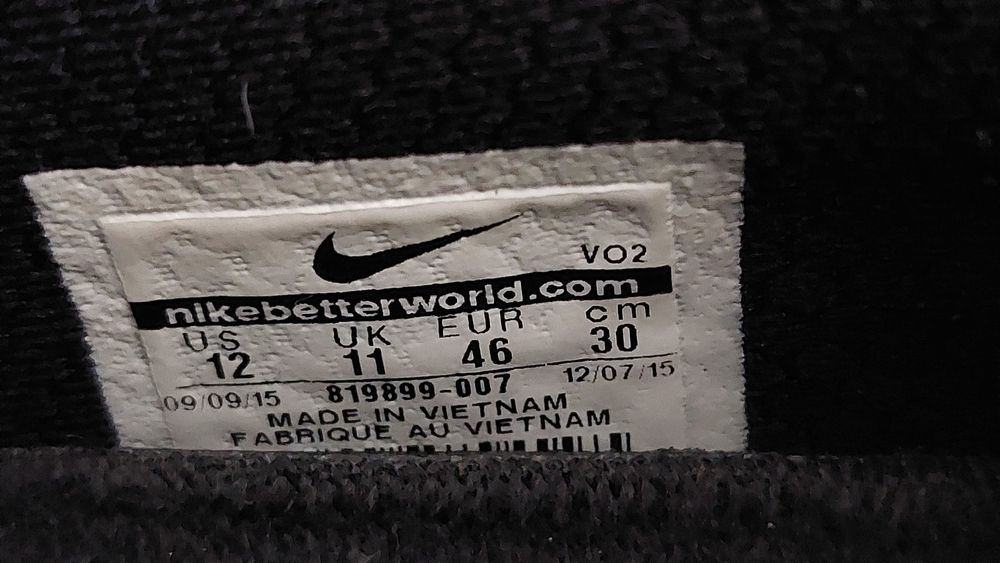 VO2
nikebetterworld.com
US UK EUR cm
12 11 46 30
09/09/15 819899-007 12/07/15
MADE IN VIETNAM
FABRIQUE AU VIETNAM